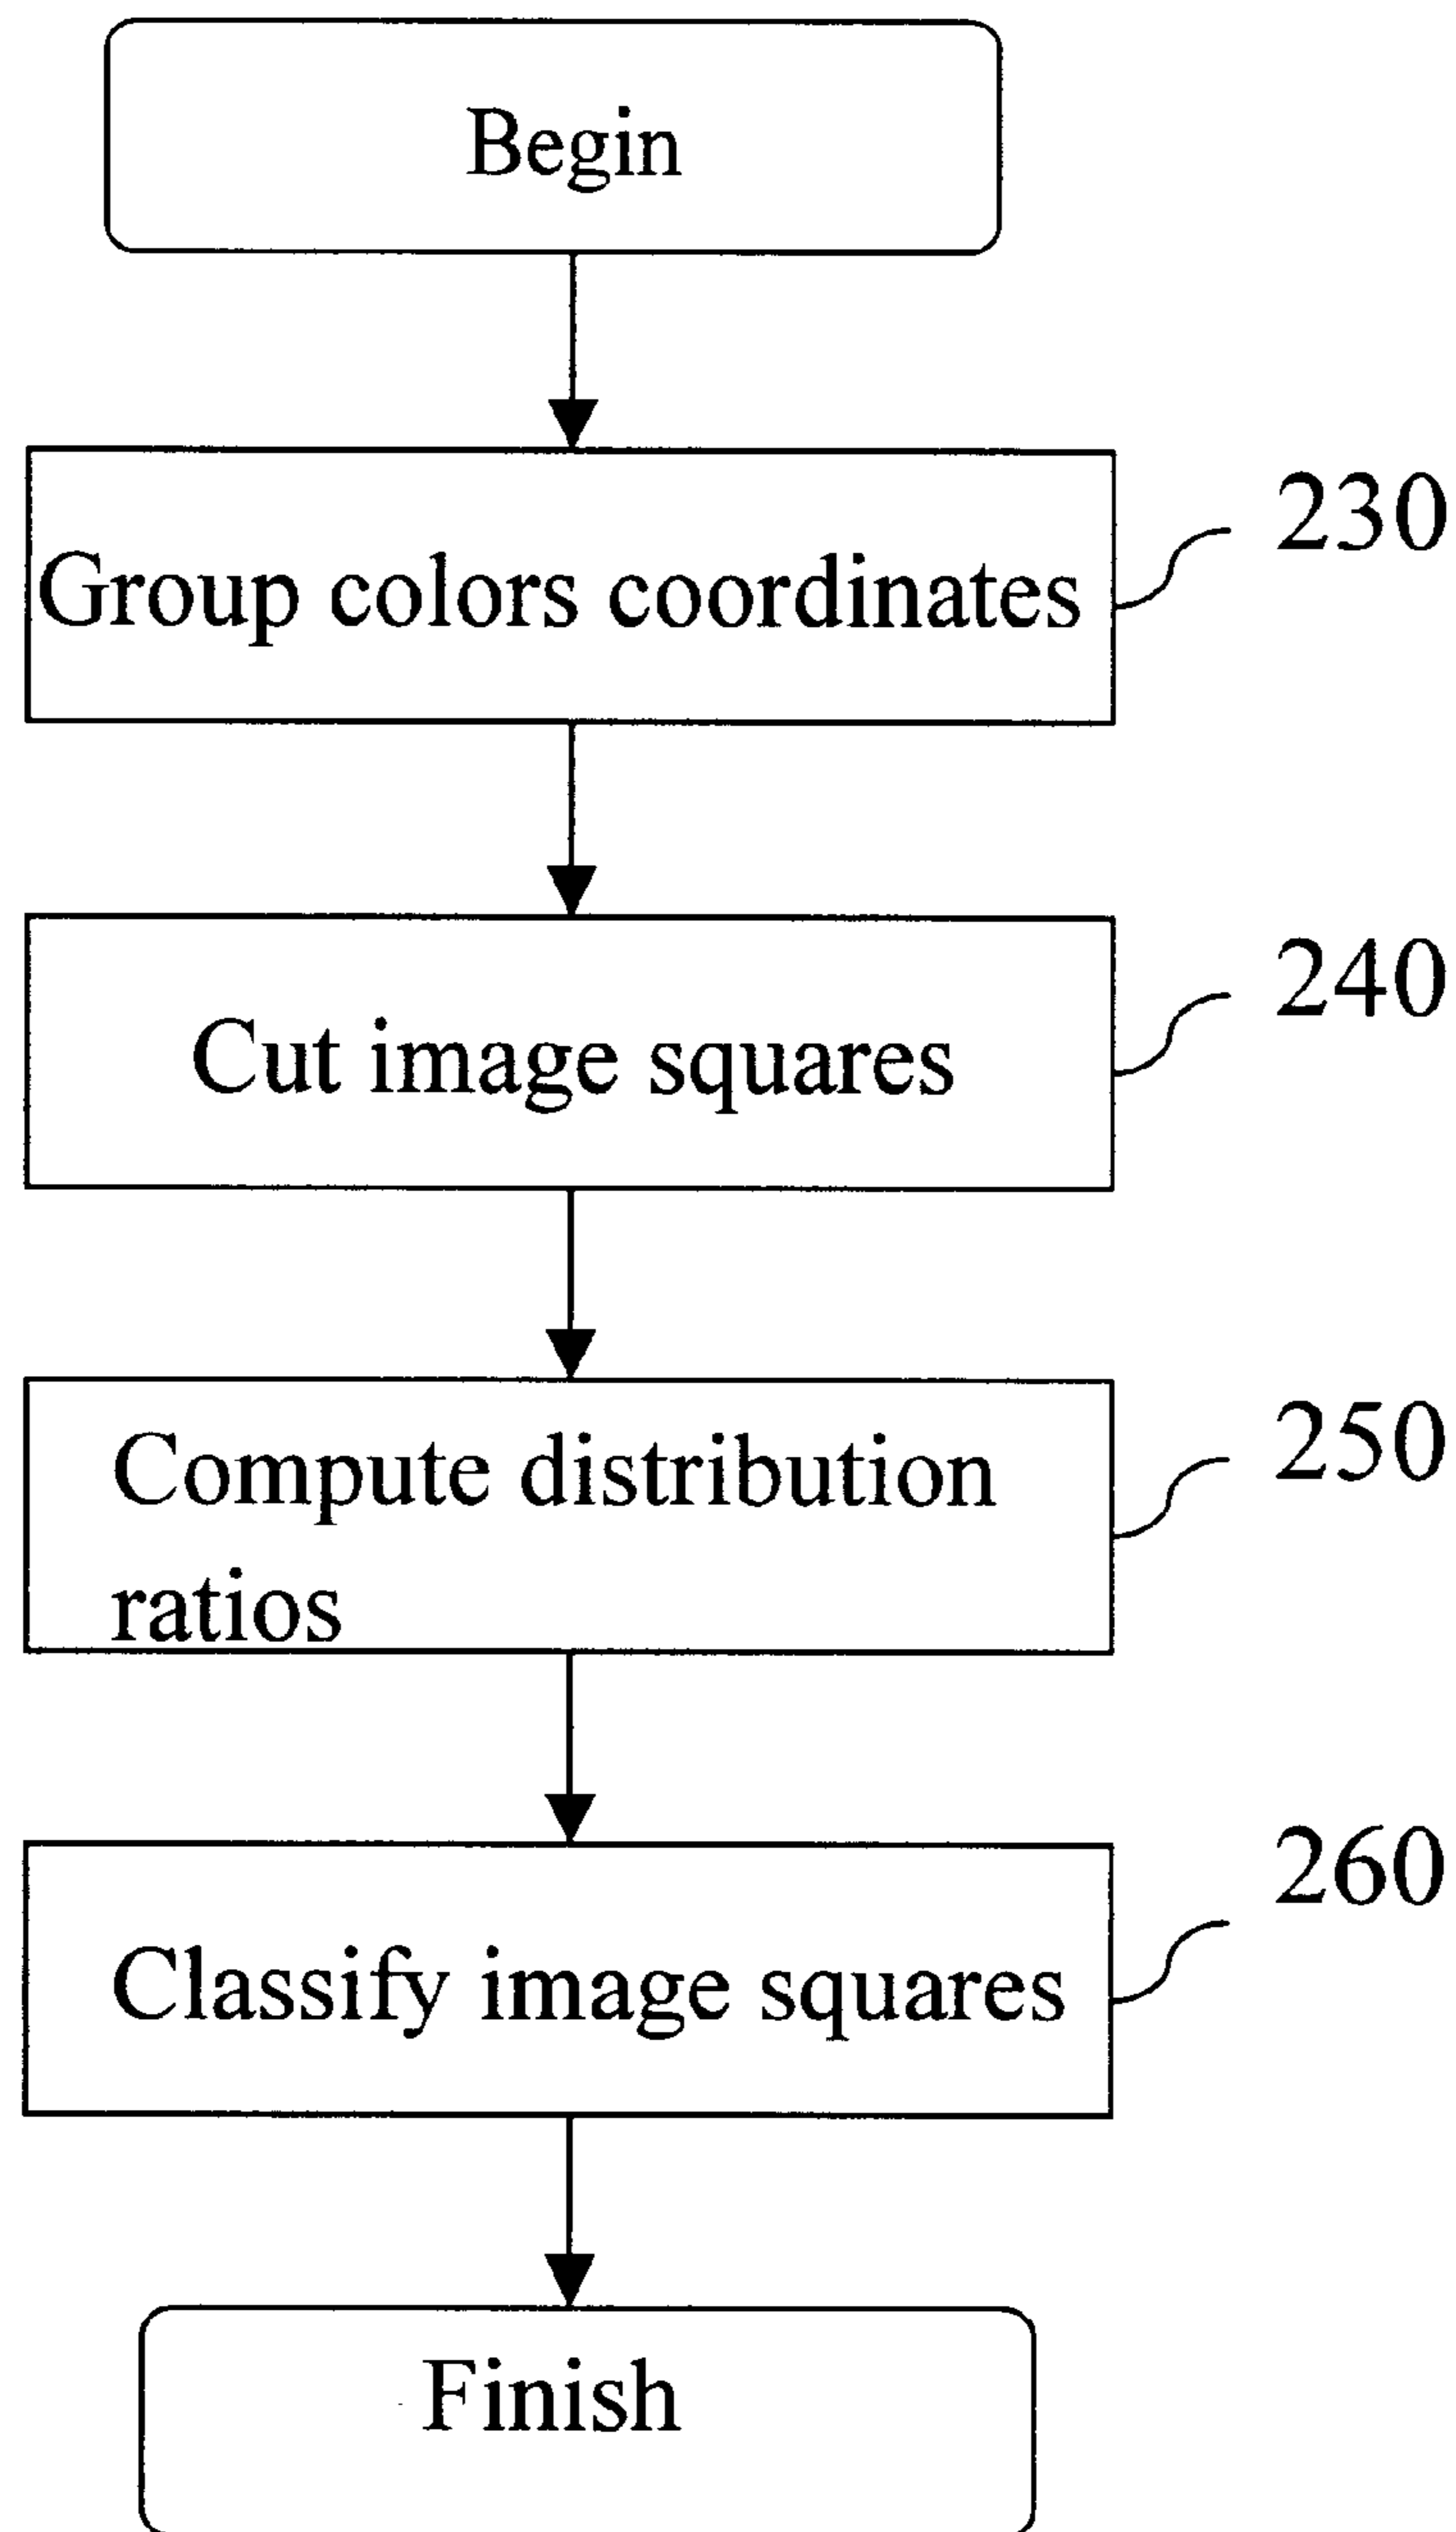 Begin
Group colors coordinates
230
Cut image squares
240
Compute distribution
ratios
250
Classify image squares
260
Finish